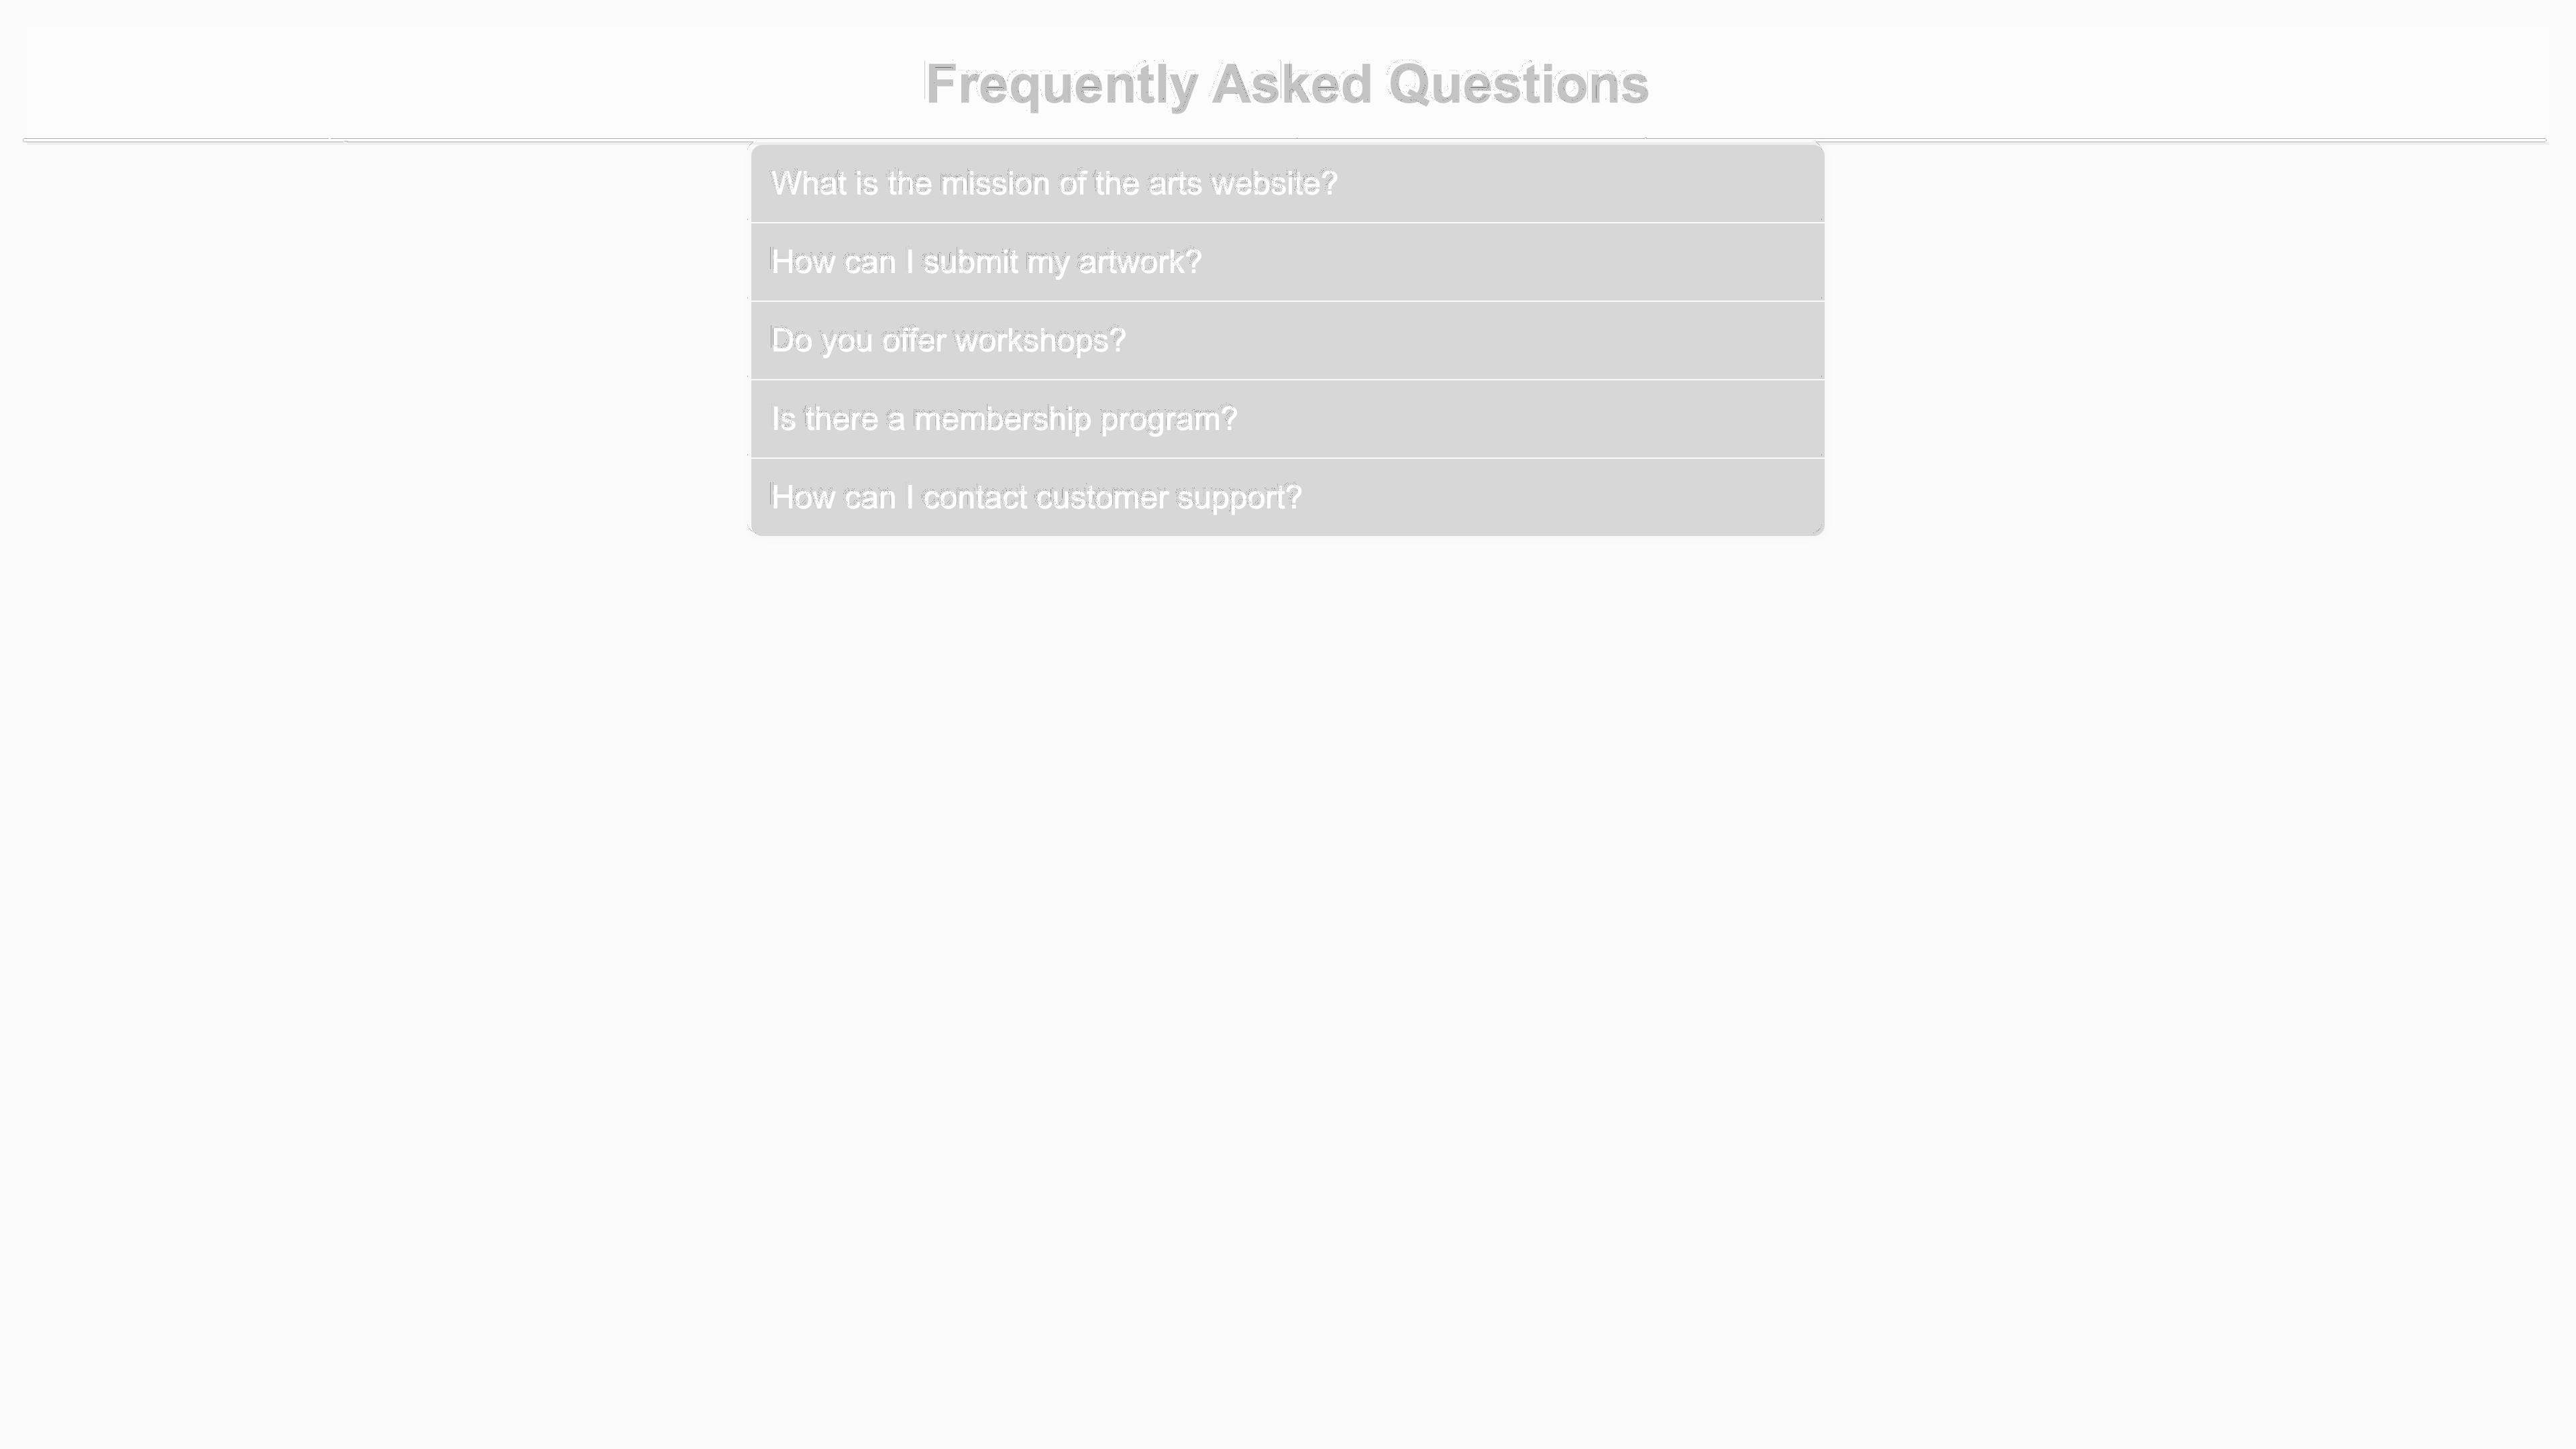 Frequently Asked Questions
What is the mission of the arts website?
How can I submit my artwork?
Do you offer workshops?
Is there a membership program?
How can I contact customer support?